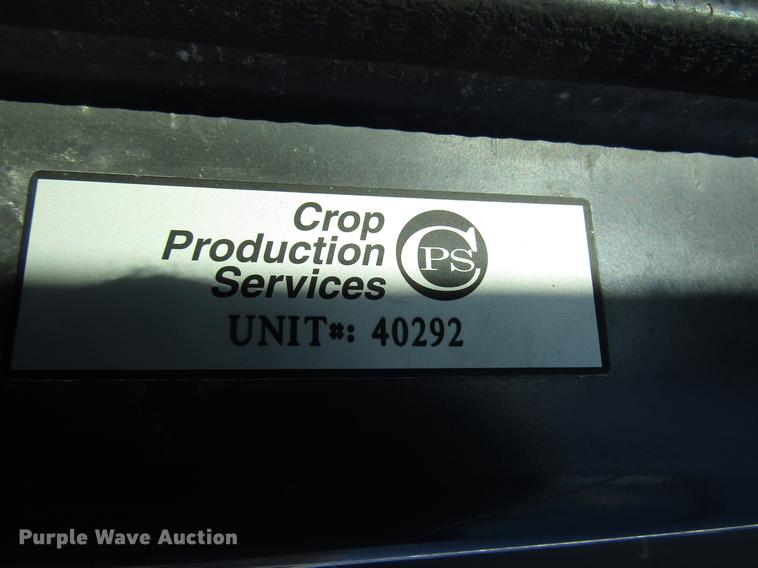 Crop
Production
Services
CPS
UNIT#: 40292
Purple Wave Auction